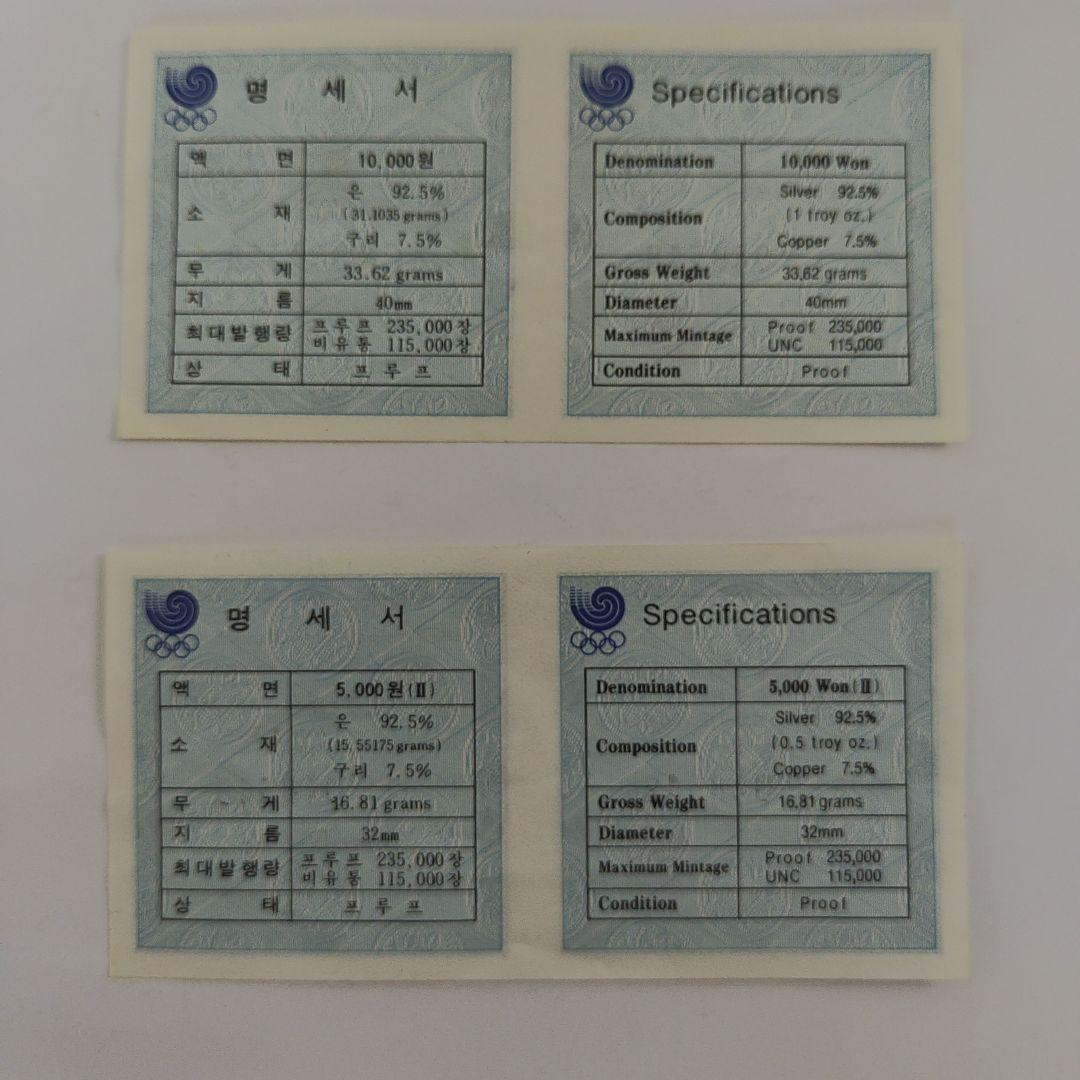 명 세 서
액 면 10,000원
소 재 은 92.5%
(31.1035 grams)
구리 7.5%
무 게 33.62 grams
지 름 40mm
최대발행량 프루프 235,000장
비유통 115,000장
상 태 프 루 프
Specifications
Denomination 10,000 Won
Composition Silver 92.5%
(1 troy oz.)
Copper 7.5%
Gross Weight 33.62 grams
Diameter 40mm
Maximum Mintage Proof 235,000
UNC 115,000
Condition Proof
명 세 서
액 면 5,000원(Ⅱ)
소 재 은 92.5%
(15.55175 grams)
구리 7.5%
무 게 16.81 grams
지 름 32mm
최대발행량 프루프 235,000장
비유통 115,000장
상 태 프 루 프
Specifications
Denomination 5,000 Won(Ⅱ)
Composition Silver 92.5%
(0.5 troy oz.)
Copper 7.5%
Gross Weight 16.81 grams
Diameter 32mm
Maximum Mintage Proof 235,000
UNC 115,000
Condition Proof